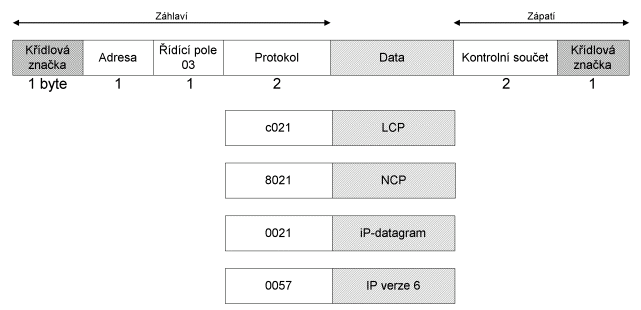 Záhlaví
Zápatí
Křídlová značka
Adresa
Řídící pole 03
Protokol
Data
Kontrolní součet
Křídlová značka
1 byte
1
1
2
2
1
c021
LCP
8021
NCP
0021
iP-datagram
0057
IP verze 6